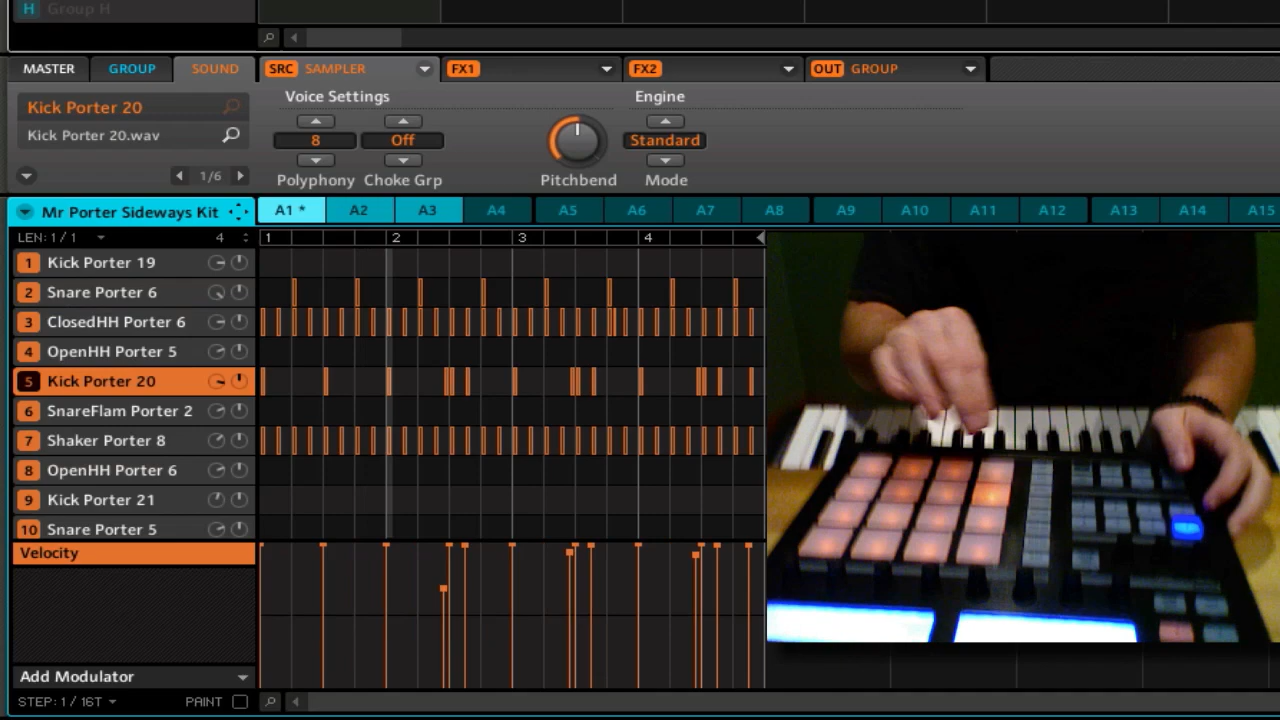 H Group H
MASTER GROUP SOUND SRC SAMPLER FX1 FX2 OUT GROUP
Voice Settings Engine
Kick Porter 20
Kick Porter 20.wav
8 Off Standard
1/6
Polyphony Choke Grp Pitchbend Mode
Mr Porter Sideways Kit A1 * A2 A3 A4 A5 A6 A7 A8 A9 A10 A11 A12 A13 A14 A15
LEN: 1 / 1 4 1 2 3 4
1 Kick Porter 19
2 Snare Porter 6
3 ClosedHH Porter 6
4 OpenHH Porter 5
5 Kick Porter 20
6 SnareFlam Porter 2
7 Shaker Porter 8
8 OpenHH Porter 6
9 Kick Porter 21
10 Snare Porter 5
Velocity
Add Modulator
STEP: 1 / 16T PAINT